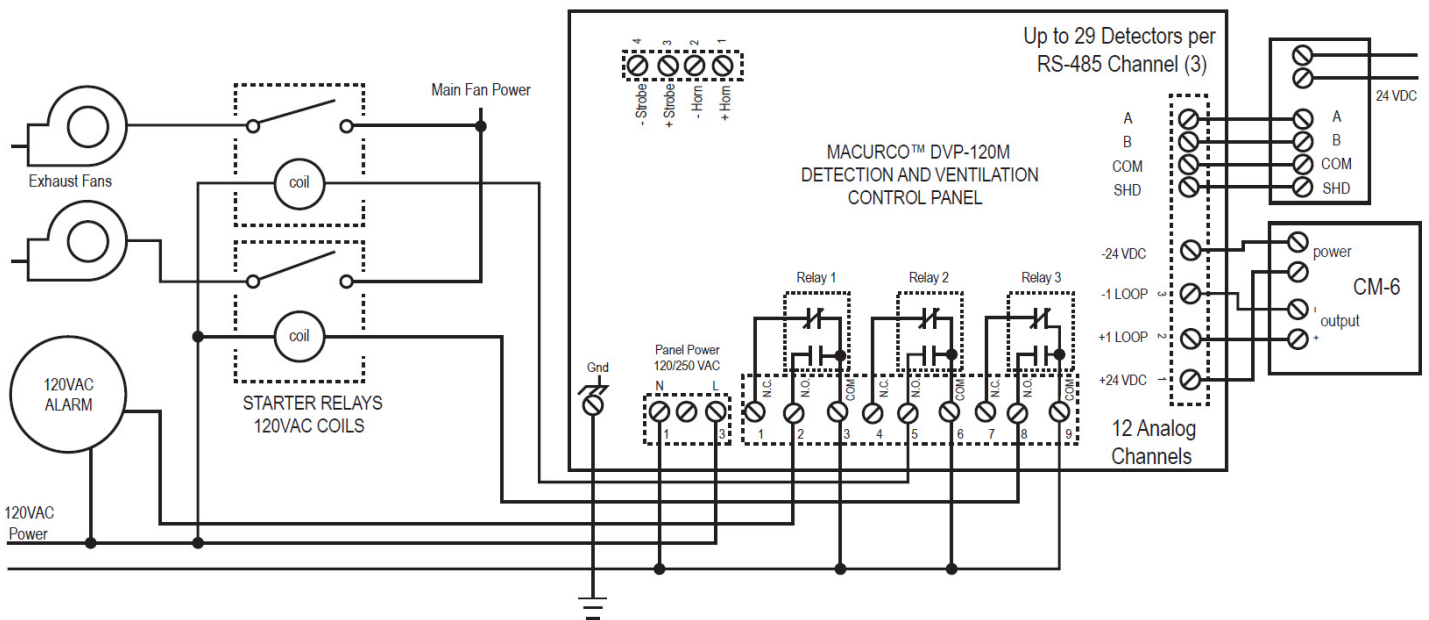 Main Fan Power
Exhaust Fans
coil
coil
STARTER RELAYS
120VAC COILS
120VAC
ALARM
120VAC
Power
4
3
2
1
- Strobe
+ Strobe
- Horn
+ Horn
Up to 29 Detectors per
RS-485 Channel (3)
MACURCO™ DVP-120M
DETECTION AND VENTILATION
CONTROL PANEL
A
B
COM
SHD
-24 VDC
-1 LOOP
3
+1 LOOP
2
+24 VDC
1
12 Analog
Channels
24 VDC
A
B
COM
SHD
power
CM-6
-
output
+
Relay 1
Relay 2
Relay 3
Gnd
Panel Power
120/250 VAC
N
L
1
3
N.C.
N.O.
COM
N.C.
N.O.
COM
N.C.
N.O.
COM
1
2
3
4
5
6
7
8
9